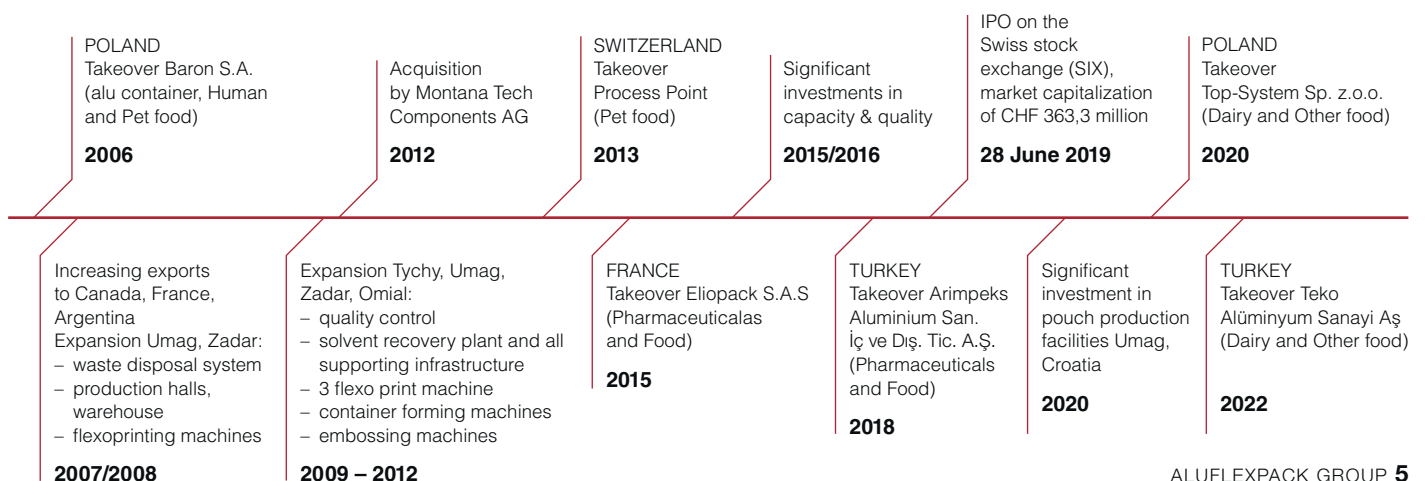 POLAND
Takeover Baron S.A.
(alu container, Human
and Pet food)
2006
Acquisition
by Montana Tech
Components AG
2012
SWITZERLAND
Takeover
Process Point
(Pet food)
2013
Significant
investments in
capacity & quality
2015/2016
IPO on the
Swiss stock
exchange (SIX),
market capitalization
of CHF 363,3 million
28 June 2019
POLAND
Takeover
Top-System Sp. z.o.o.
(Dairy and Other food)
2020
Increasing exports
to Canada, France,
Argentina
Expansion Umag, Zadar:
– waste disposal system
– production halls,
warehouse
– flexoprinting machines
2007/2008
Expansion Tychy, Umag,
Zadar, Omial:
– quality control
– solvent recovery plant and all
supporting infrastructure
– 3 flexo print machine
– container forming machines
– embossing machines
2009 – 2012
FRANCE
Takeover Eliopack S.A.S
(Pharmaceuticalas
and Food)
2015
TURKEY
Takeover Arimpeks
Aluminium San.
İç ve Dış. Tic. A.Ş.
(Pharmaceuticals
and Food)
2018
Significant
investment in
pouch production
facilities Umag,
Croatia
2020
TURKEY
Takeover Teko
Alüminyum Sanayi Aş
(Dairy and Other food)
2022
ALUFLEXPACK GROUP 5